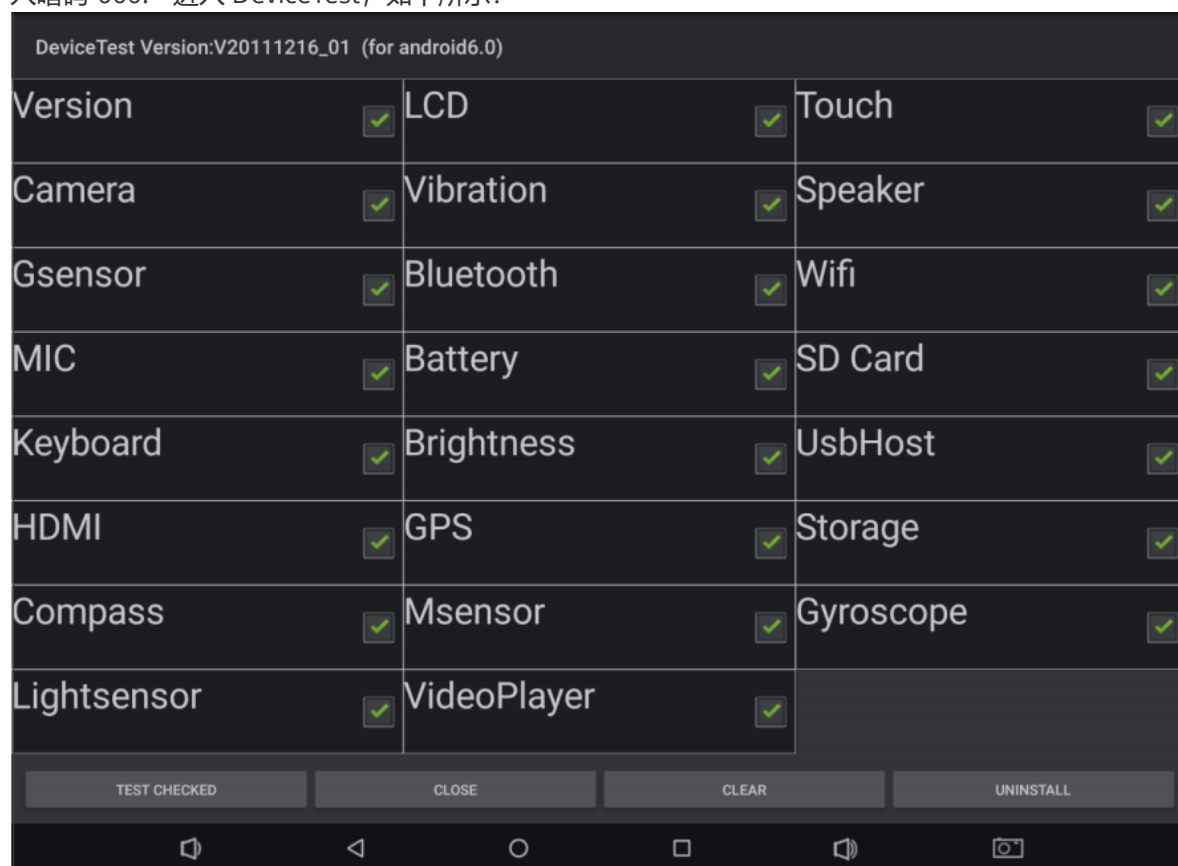 DeviceTest Version:V20111216_01 (for android6.0)
Version LCD Touch
Camera Vibration Speaker
Gsensor Bluetooth Wifi
MIC Battery SD Card
Keyboard Brightness UsbHost
HDMI GPS Storage
Compass Msensor Gyroscope
Lightsensor VideoPlayer
TEST CHECKED CLOSE CLEAR UNINSTALL